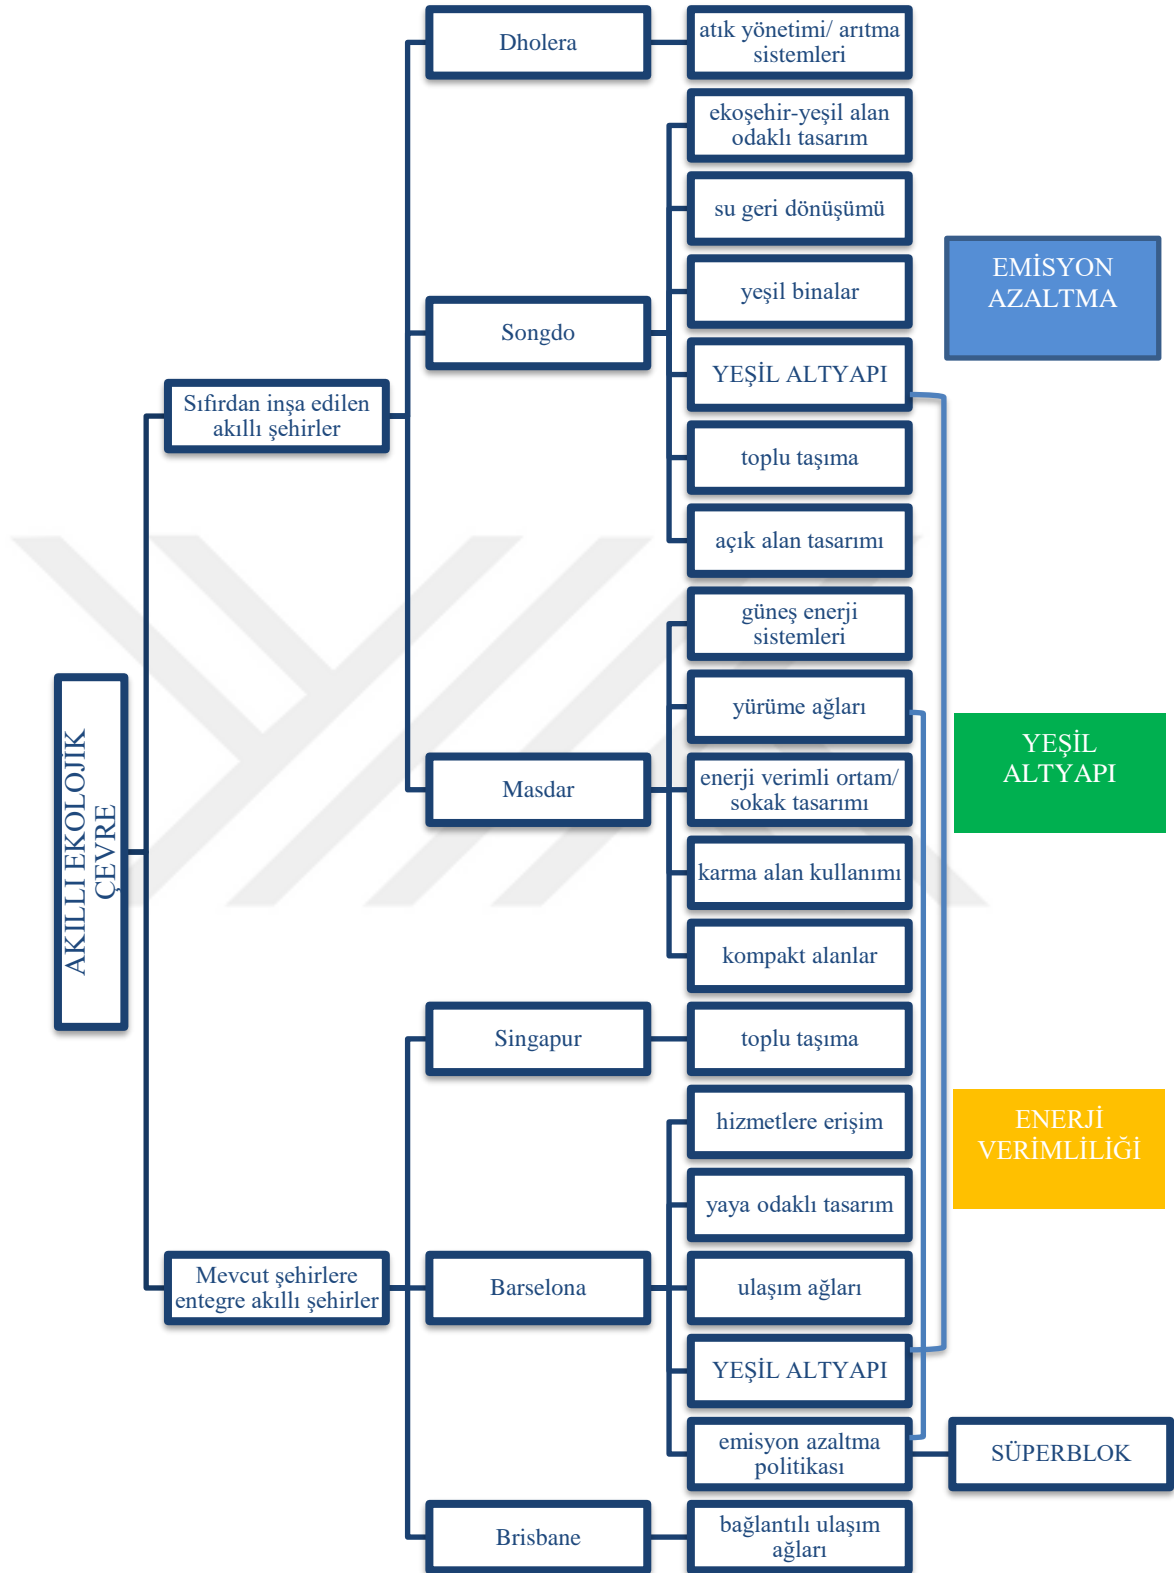 AKILLI EKOLOJİK
ÇEVRE
Sıfırdan inşa edilen
akıllı şehirler
Dholera
atık yönetimi/ arıtma
sistemleri
Songdo
ekoşehir-yeşil alan
odaklı tasarım
su geri dönüşümü
yeşil binalar
YEŞİL ALTYAPI
toplu taşıma
açık alan tasarımı
Masdar
güneş enerji
sistemleri
yürüme ağları
enerji verimli ortam/
sokak tasarımı
karma alan kullanımı
kompakt alanlar
Mevcut şehirlere
entegre akıllı şehirler
Singapur
toplu taşıma
Barselona
hizmetlere erişim
yaya odaklı tasarım
ulaşım ağları
YEŞİL ALTYAPI
emisyon azaltma
politikası
SÜPERBLOK
Brisbane
bağlantılı ulaşım
ağları
EMİSYON
AZALTMA
YEŞİL
ALTYAPI
ENERJİ
VERİMLİLİĞİ